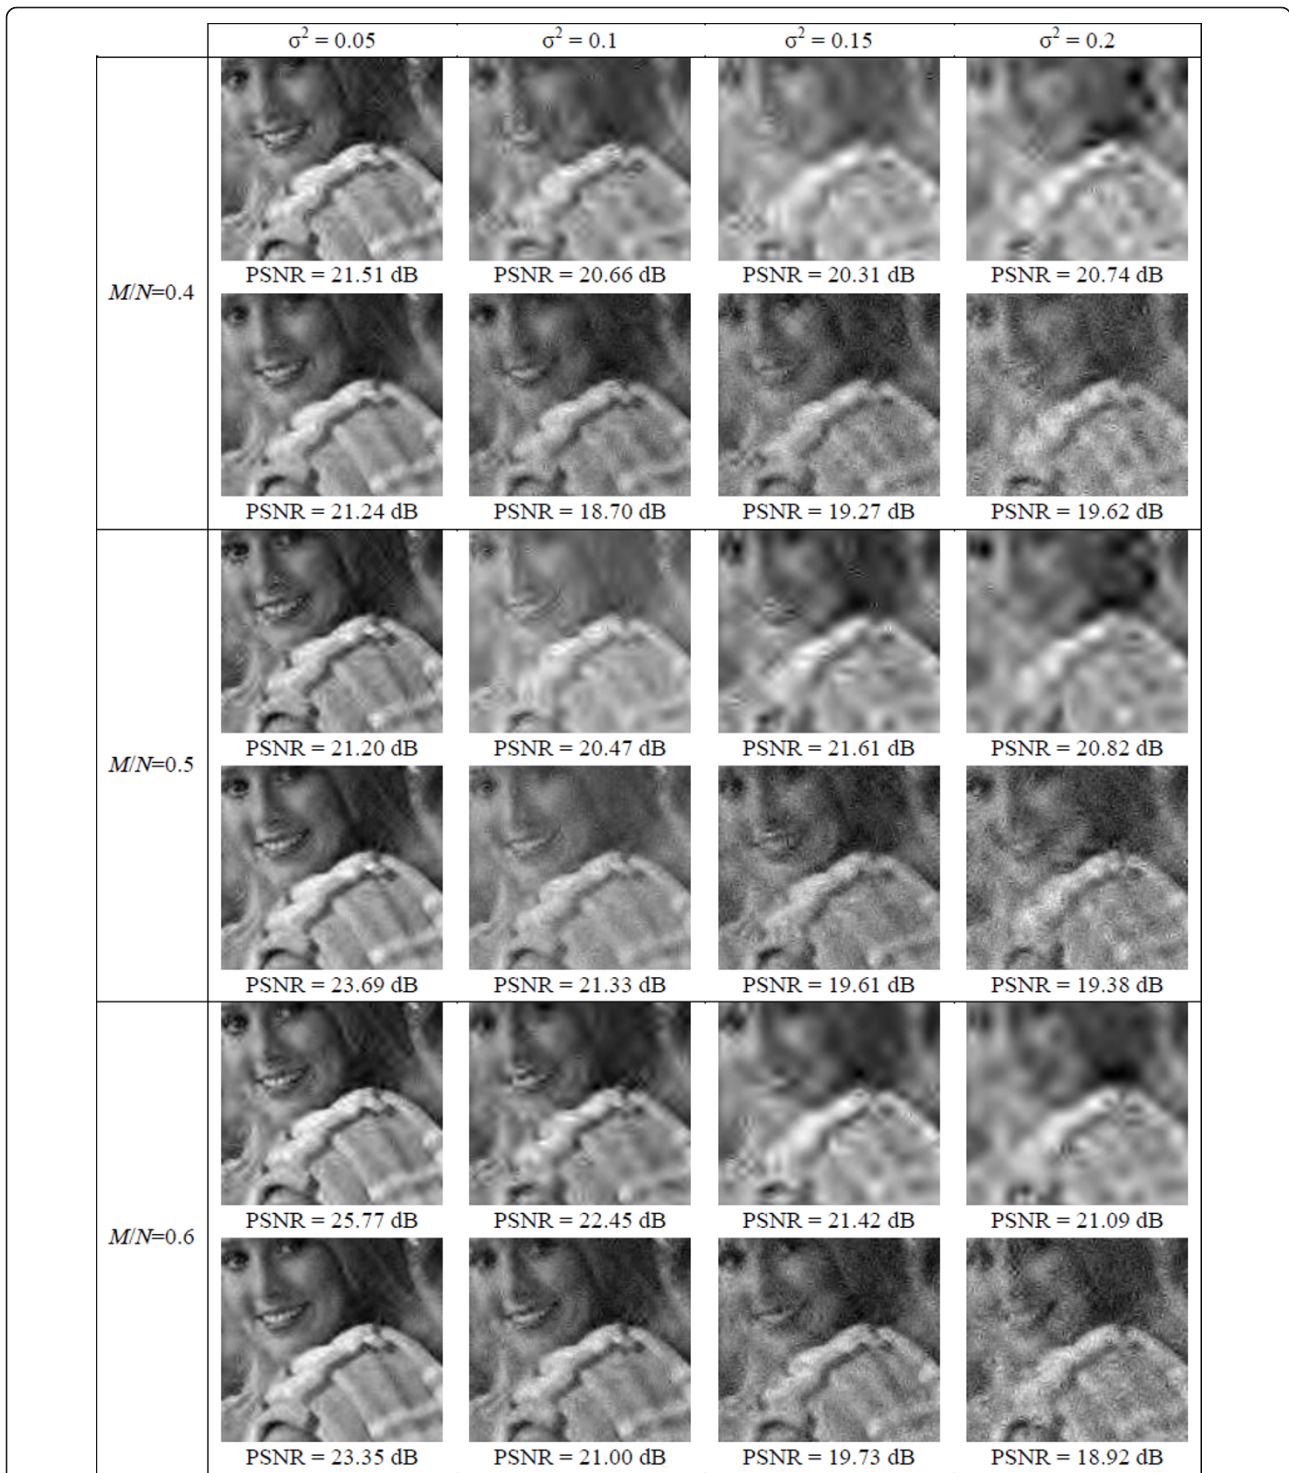 σ² = 0.05 σ² = 0.1 σ² = 0.15 σ² = 0.2
M/N=0.4
PSNR = 21.51 dB PSNR = 20.66 dB PSNR = 20.31 dB PSNR = 20.74 dB
PSNR = 21.24 dB PSNR = 18.70 dB PSNR = 19.27 dB PSNR = 19.62 dB
M/N=0.5
PSNR = 21.20 dB PSNR = 20.47 dB PSNR = 21.61 dB PSNR = 20.82 dB
PSNR = 23.69 dB PSNR = 21.33 dB PSNR = 19.61 dB PSNR = 19.38 dB
M/N=0.6
PSNR = 25.77 dB PSNR = 22.45 dB PSNR = 21.42 dB PSNR = 21.09 dB
PSNR = 23.35 dB PSNR = 21.00 dB PSNR = 19.73 dB PSNR = 18.92 dB